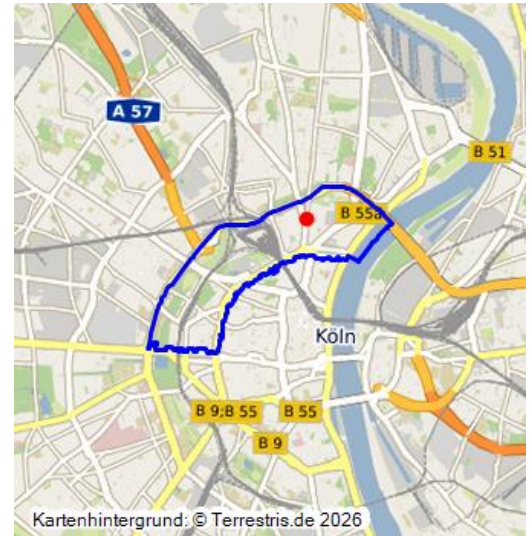 A 57
B 51
B 55a
Köln
B 9;B 55
B 55
B 9
Kartenhintergrund: © Terrestris.de 2026